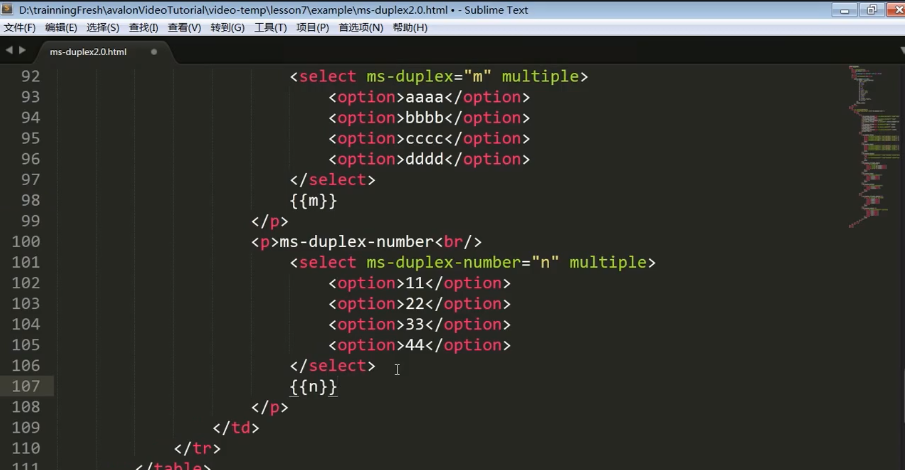 D:\trainningFresh\avalonVideoTutorial\video-temp\lesson7\example\ms-duplex2.0.html • - Sublime Text
文件(F) 编辑(E) 选择(S) 查找(I) 查看(V) 转到(G) 工具(T) 项目(P) 首选项(N) 帮助(H)
ms-duplex2.0.html
92 <select ms-duplex="m" multiple>
93 <option>aaaa</option>
94 <option>bbbb</option>
95 <option>cccc</option>
96 <option>dddd</option>
97 </select>
98 {{m}}
99 </p>
100 <p>ms-duplex-number<br/>
101 <select ms-duplex-number="n" multiple>
102 <option>11</option>
103 <option>22</option>
104 <option>33</option>
105 <option>44</option>
106 </select>
107 {{n}}
108 </p>
109 </td>
110 </tr>
111 </table>